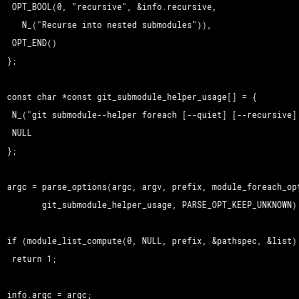 OPT_BOOL(0, "recursive", &info.recursive,
N_("Recurse into nested submodules")),
OPT_END()
};
const char *const git_submodule_helper_usage[] = {
N_("git submodule--helper foreach [--quiet] [--recursive]
NULL
};
argc = parse_options(argc, argv, prefix, module_foreach_opt
git_submodule_helper_usage, PARSE_OPT_KEEP_UNKNOWN)
if (module_list_compute(0, NULL, prefix, &pathspec, &list)
return 1;
info.argc = argc;